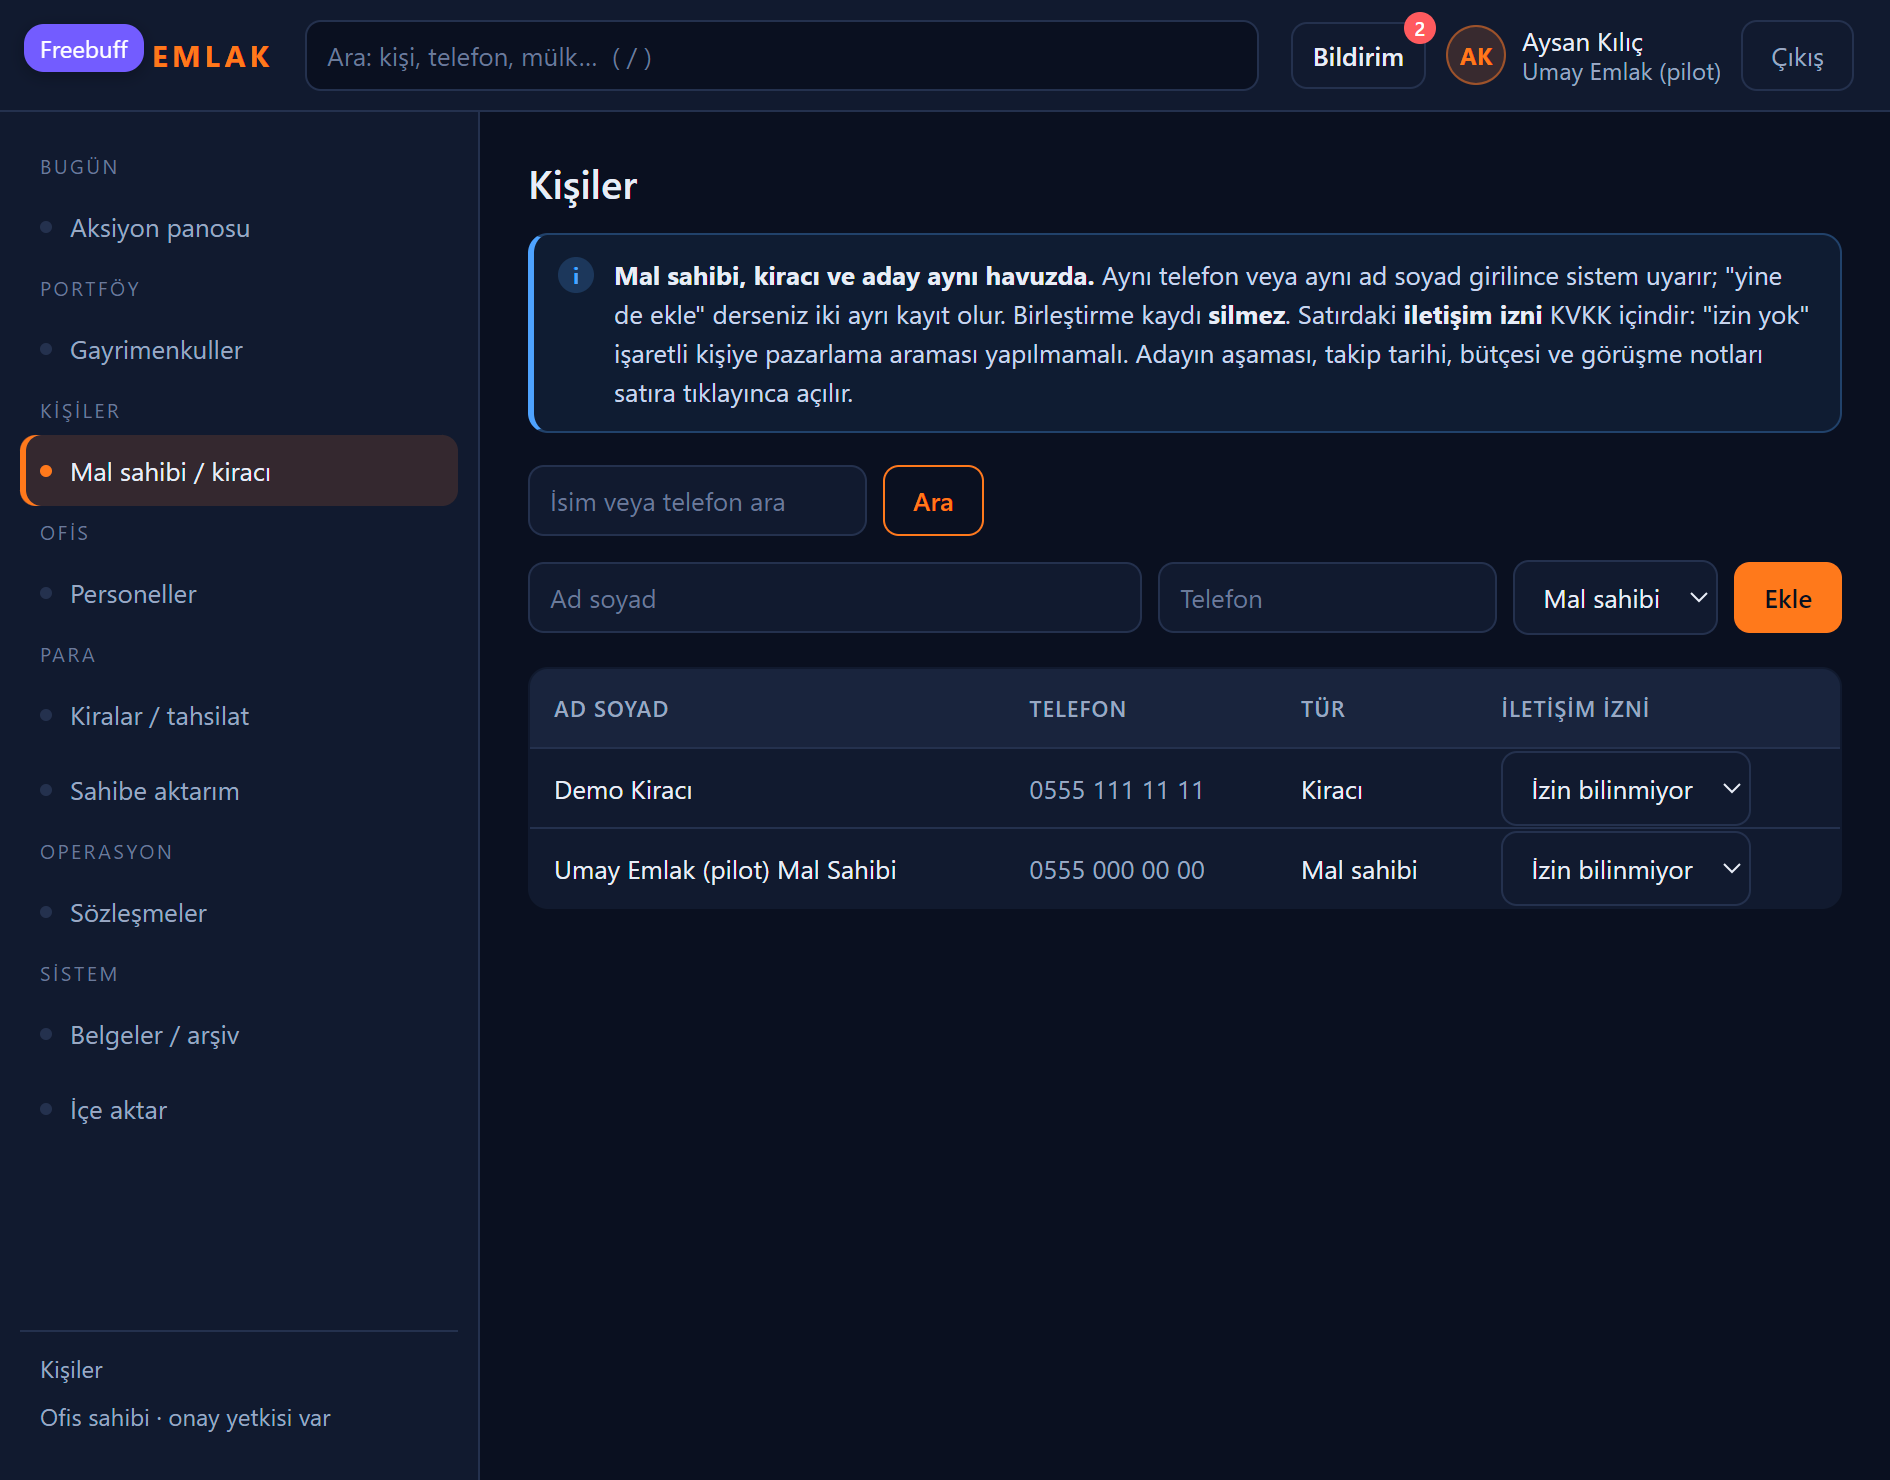 Freebuff
EMLAK
Ara: kişi, telefon, mülk... ( / )
Bildirim
2
AK
Aysan Kılıç
Umay Emlak (pilot)
Çıkış
BUGÜN
Aksiyon panosu
PORTFÖY
Gayrimenkuller
KİŞİLER
Mal sahibi / kiracı
OFİS
Personeller
PARA
Kiralar / tahsilat
Sahibe aktarım
OPERASYON
Sözleşmeler
SİSTEM
Belgeler / arşiv
İçe aktar
Kişiler
Ofis sahibi · onay yetkisi var
Kişiler
i
Mal sahibi, kiracı ve aday aynı havuzda. Aynı telefon veya aynı ad soyad girilince sistem uyarır; "yine
de ekle" derseniz iki ayrı kayıt olur. Birleştirme kaydı silmez. Satırdaki iletişim izni KVKK içindir: "izin yok"
işaretli kişiye pazarlama araması yapılmamalı. Adayın aşaması, takip tarihi, bütçesi ve görüşme notları
satıra tıklayınca açılır.
İsim veya telefon ara
Ara
Ad soyad
Telefon
Mal sahibi
Ekle
AD SOYAD TELEFON TÜR İLETİŞİM İZNİ
Demo Kiracı 0555 111 11 11 Kiracı İzin bilinmiyor
Umay Emlak (pilot) Mal Sahibi 0555 000 00 00 Mal sahibi İzin bilinmiyor